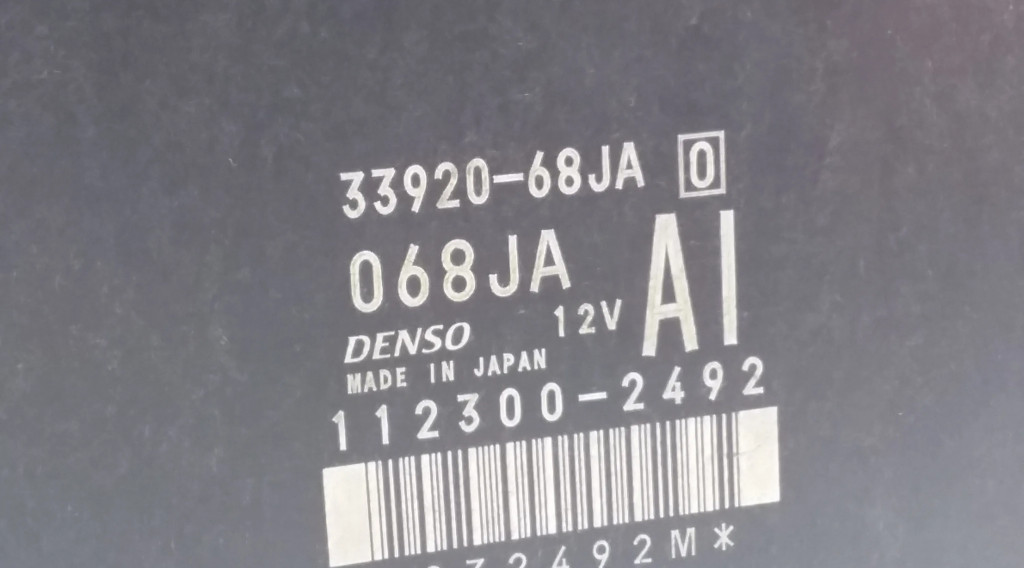 33920-68JA 0
068JA
12V AI
DENSO
MADE IN JAPAN
112300-2492